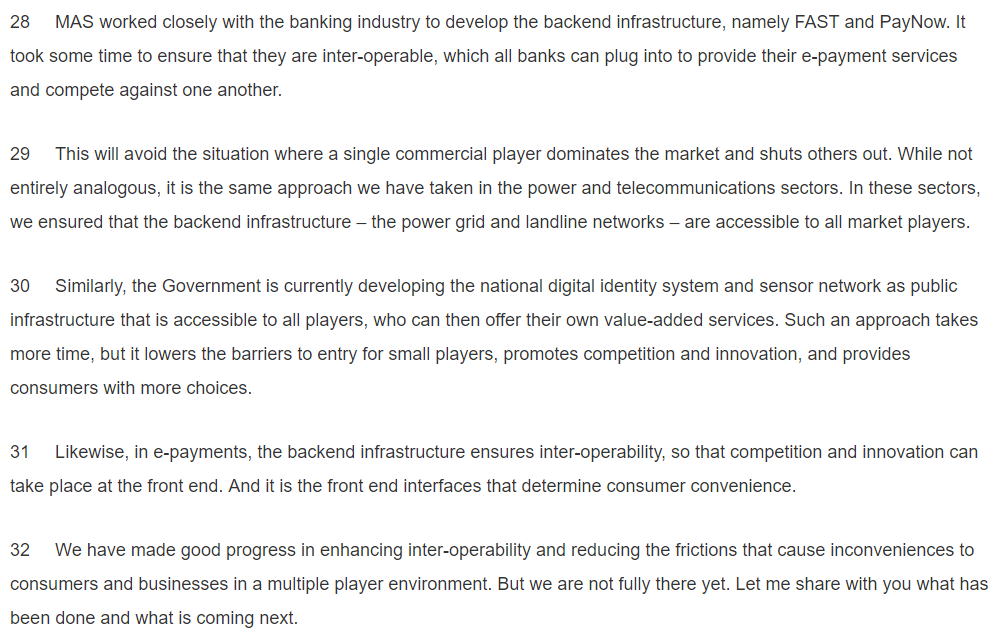 28 MAS worked closely with the banking industry to develop the backend infrastructure, namely FAST and PayNow. It
took some time to ensure that they are inter-operable, which all banks can plug into to provide their e-payment services
and compete against one another.
29 This will avoid the situation where a single commercial player dominates the market and shuts others out. While not
entirely analogous, it is the same approach we have taken in the power and telecommunications sectors. In these sectors,
we ensured that the backend infrastructure – the power grid and landline networks – are accessible to all market players.
30 Similarly, the Government is currently developing the national digital identity system and sensor network as public
infrastructure that is accessible to all players, who can then offer their own value-added services. Such an approach takes
more time, but it lowers the barriers to entry for small players, promotes competition and innovation, and provides
consumers with more choices.
31 Likewise, in e-payments, the backend infrastructure ensures inter-operability, so that competition and innovation can
take place at the front end. And it is the front end interfaces that determine consumer convenience.
32 We have made good progress in enhancing inter-operability and reducing the frictions that cause inconveniences to
consumers and businesses in a multiple player environment. But we are not fully there yet. Let me share with you what has
been done and what is coming next.